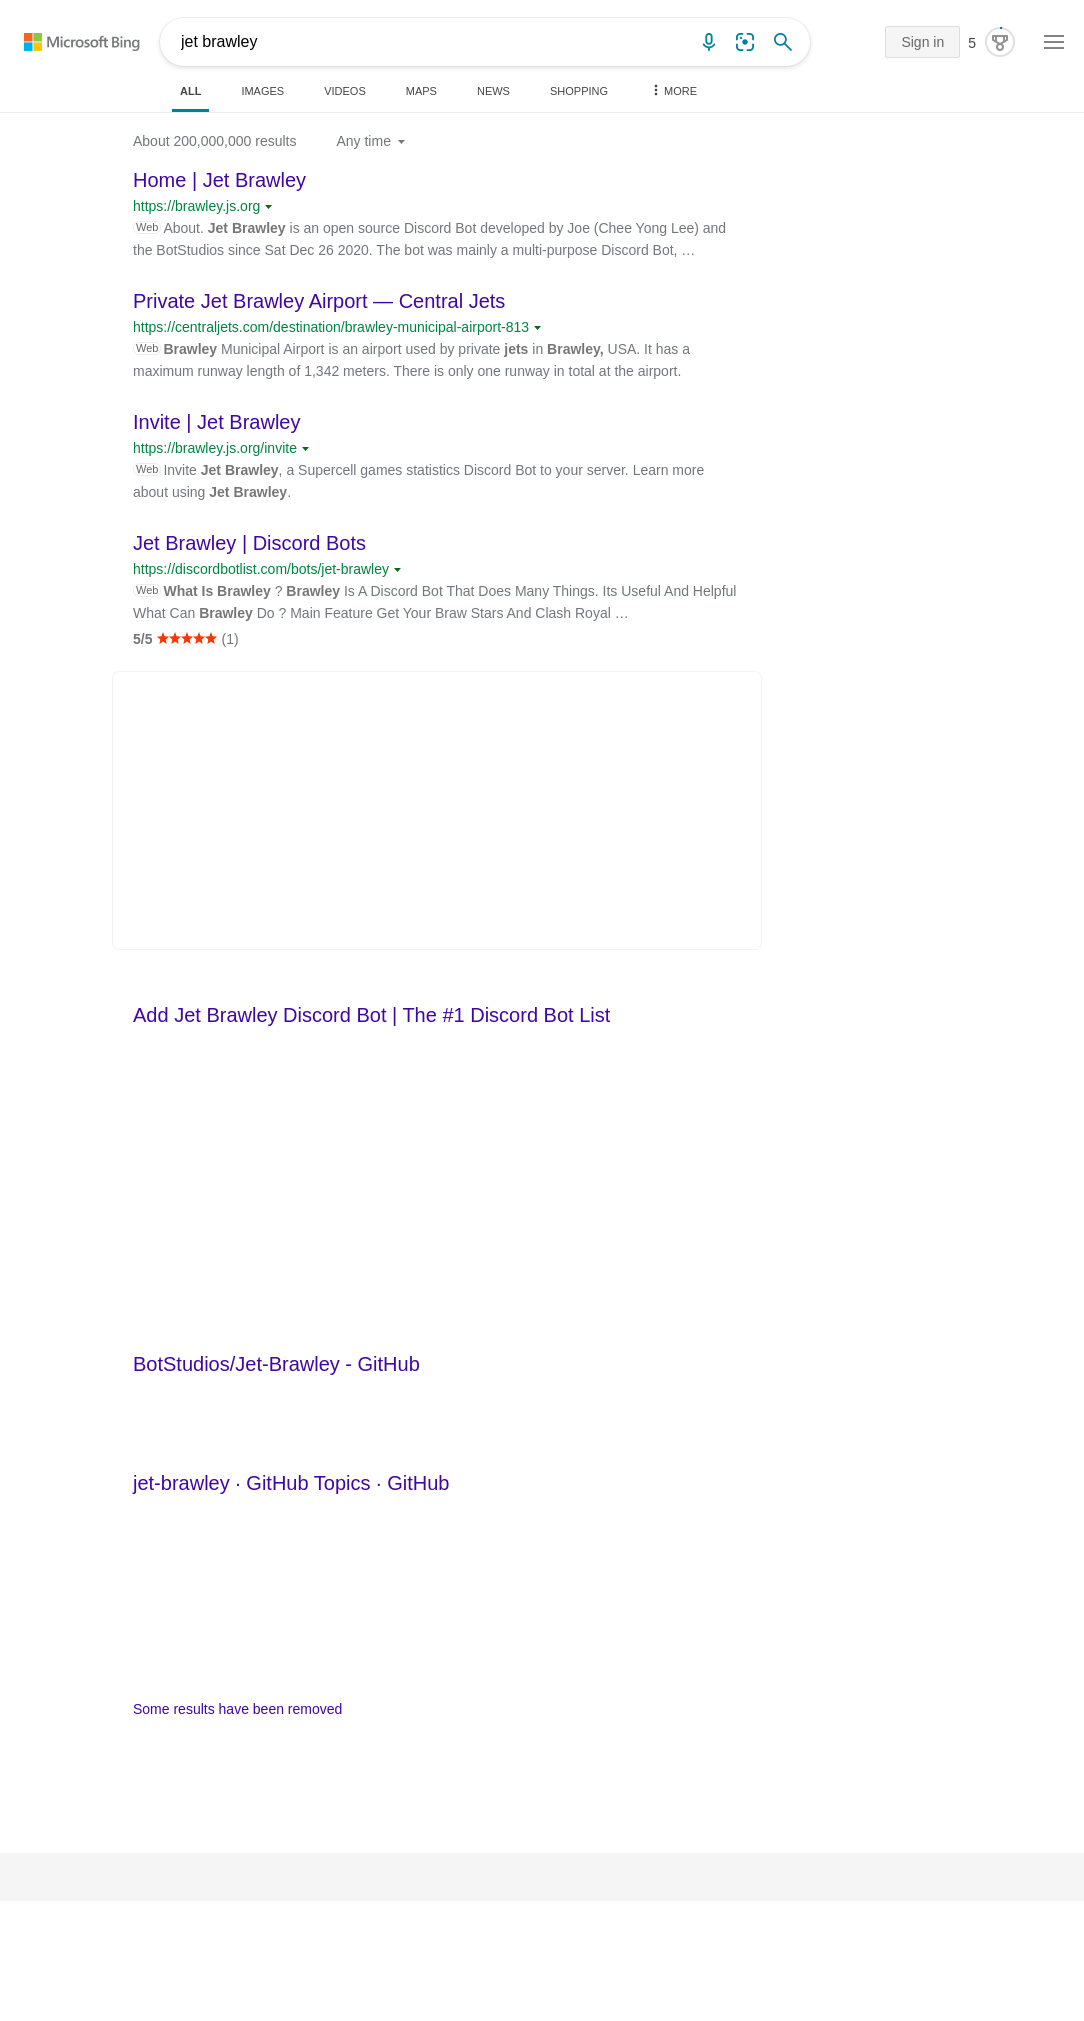 Microsoft Bing
jet brawley
Sign in
5
ALL
IMAGES
VIDEOS
MAPS
NEWS
SHOPPING
MORE
About 200,000,000 results
Any time
Home | Jet Brawley
https://brawley.js.org
Web About. Jet Brawley is an open source Discord Bot developed by Joe (Chee Yong Lee) and
the BotStudios since Sat Dec 26 2020. The bot was mainly a multi-purpose Discord Bot, …
Private Jet Brawley Airport — Central Jets
https://centraljets.com/destination/brawley-municipal-airport-813
Web Brawley Municipal Airport is an airport used by private jets in Brawley, USA. It has a
maximum runway length of 1,342 meters. There is only one runway in total at the airport.
Invite | Jet Brawley
https://brawley.js.org/invite
Web Invite Jet Brawley, a Supercell games statistics Discord Bot to your server. Learn more
about using Jet Brawley.
Jet Brawley | Discord Bots
https://discordbotlist.com/bots/jet-brawley
Web What Is Brawley ? Brawley Is A Discord Bot That Does Many Things. Its Useful And Helpful
What Can Brawley Do ? Main Feature Get Your Braw Stars And Clash Royal …
5/5 ★★★★★ (1)
Add Jet Brawley Discord Bot | The #1 Discord Bot List
BotStudios/Jet-Brawley - GitHub
jet-brawley · GitHub Topics · GitHub
Some results have been removed